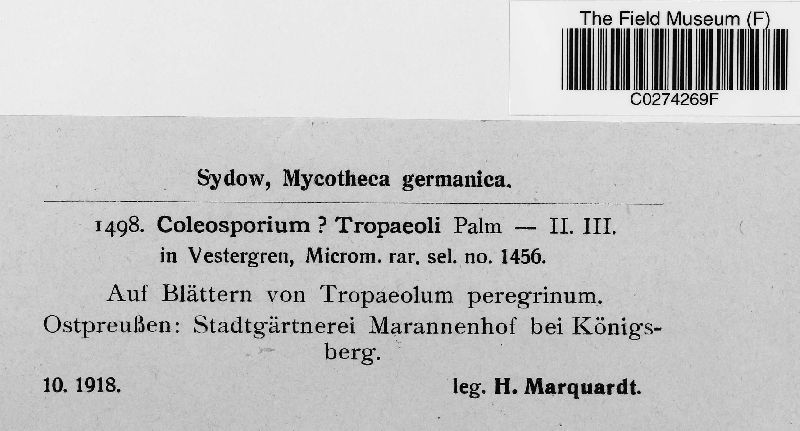 The Field Museum (F)
C0274269F
Sydow, Mycotheca germanica.
1498. Coleosporium ? Tropaeoli Palm — II. III.
in Vestergren, Microm. rar. sel. no. 1456.
Auf Blättern von Tropaeolum peregrinum.
Ostpreußen: Stadtgärtnerei Marannenhof bei Königs-
berg.
10. 1918. leg. H. Marquardt.